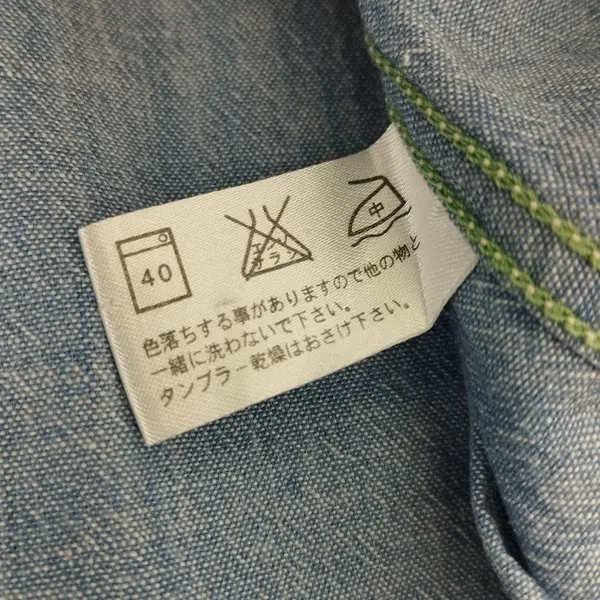 40
エンソ
サラシ
中
色落ちする事がありますので他の物と
一緒に洗わないで下さい。
タンブラー乾燥はおさけ下さい。